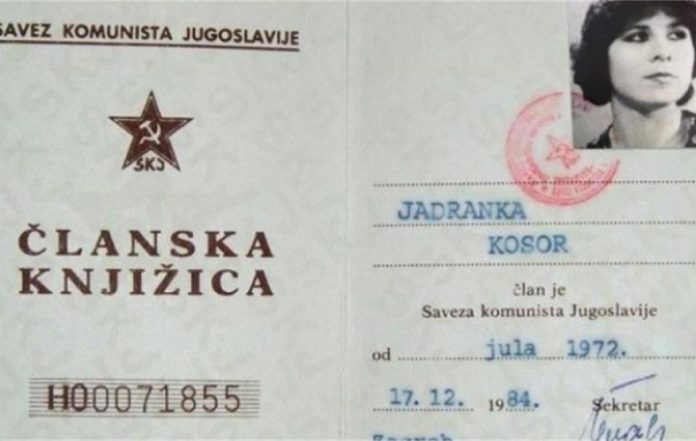 SAVEZ KOMUNISTA JUGOSLAVIJE
SKJ
ČLANSKA
KNJIŽICA
H00071855
JADRANKA
KOSOR
član je
Saveza komunista Jugoslavije
od jula 1972.
17.12. 1984. Sekretar
Zagreb